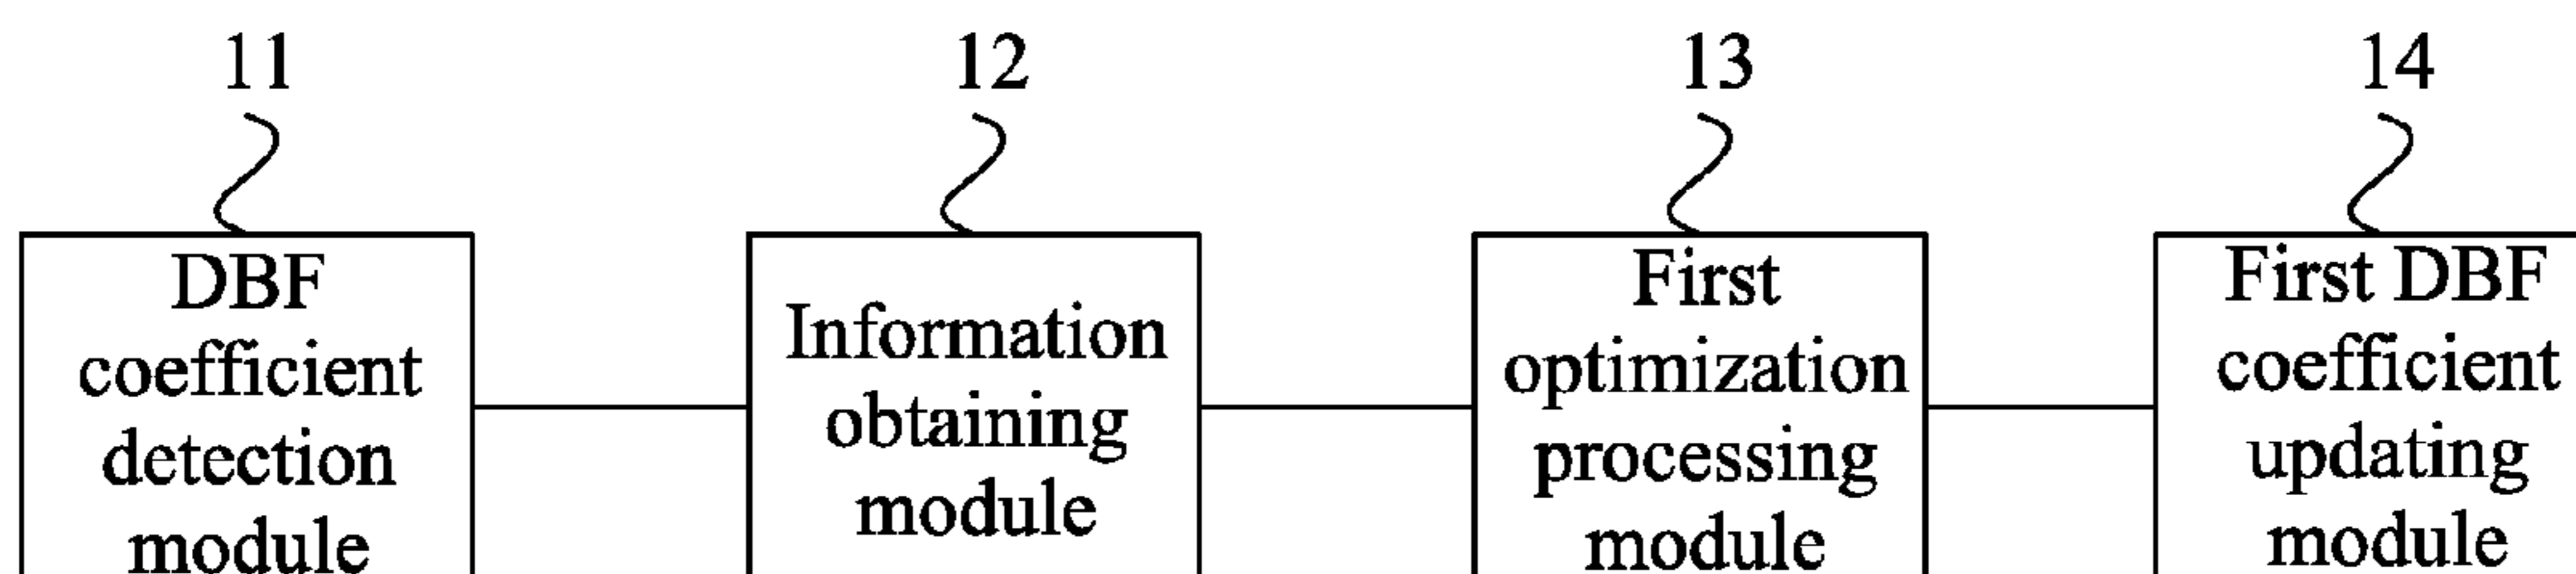 11
12
13
14
DBF
coefficient
detection
module
Information
obtaining
module
First
optimization
processing
module
First DBF
coefficient
updating
module